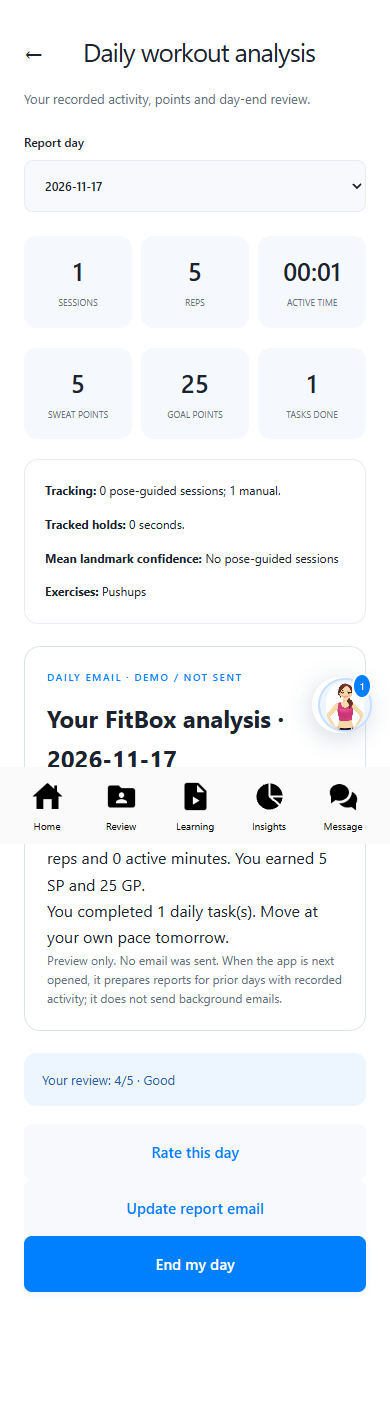 ← Daily workout analysis
Your recorded activity, points and day-end review.
Report day
2026-11-17
1
SESSIONS
5
REPS
00:01
ACTIVE TIME
5
SWEAT POINTS
25
GOAL POINTS
1
TASKS DONE
Tracking: 0 pose-guided sessions; 1 manual.
Tracked holds: 0 seconds.
Mean landmark confidence: No pose-guided sessions
Exercises: Pushups
DAILY EMAIL · DEMO / NOT SENT
1
Your FitBox analysis ·
2026-11-17
Home
Review
Learning
Insights
Message
reps and 0 active minutes. You earned 5
SP and 25 GP.
You completed 1 daily task(s). Move at
your own pace tomorrow.
Preview only. No email was sent. When the app is next
opened, it prepares reports for prior days with recorded
activity; it does not send background emails.
Your review: 4/5 · Good
Rate this day
Update report email
End my day